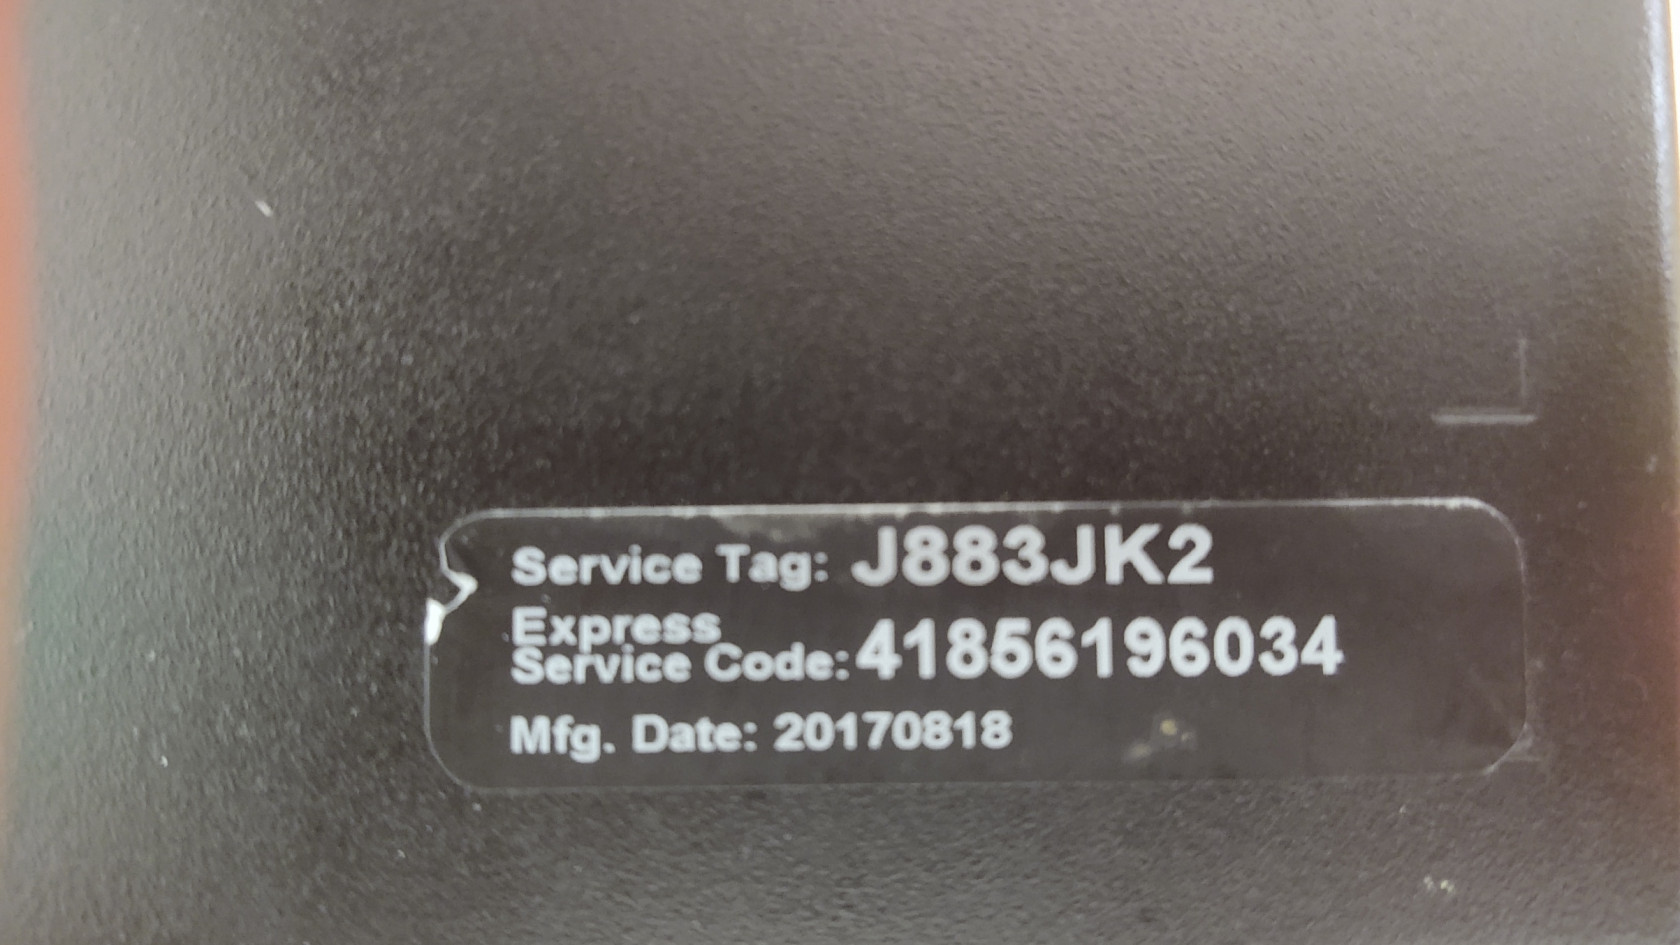 Service Tag: J883JK2
Express
Service Code: 41856196034
Mfg. Date: 20170818